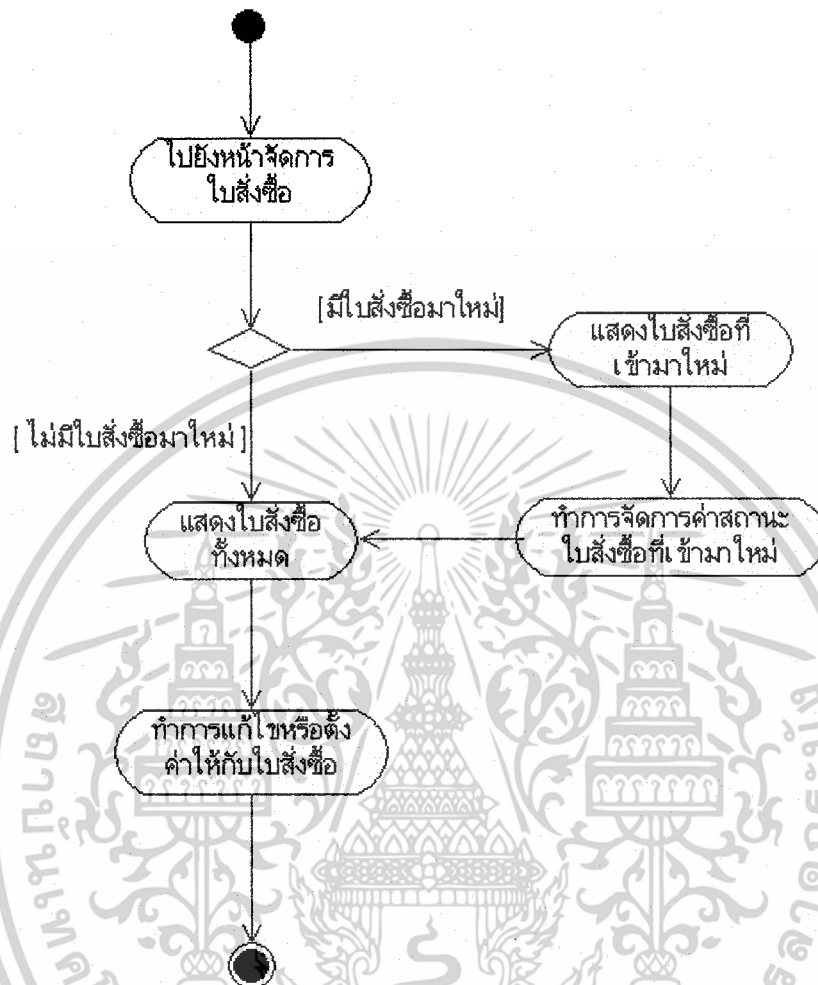 ไปยังหน้าจัดการ
ใบสั่งซื้อ
[มีใบสั่งซื้อมาใหม่]
แสดงใบสั่งซื้อที่
เข้ามาใหม่
[ ไม่มีใบสั่งซื้อมาใหม่ ]
แสดงใบสั่งซื้อ
ทั้งหมด
ทำการจัดการค่าสถานะ
ใบสั่งซื้อที่เข้ามาใหม่
ทำการแก้ไขหรือตั้ง
ค่าให้กับใบสั่งซื้อ